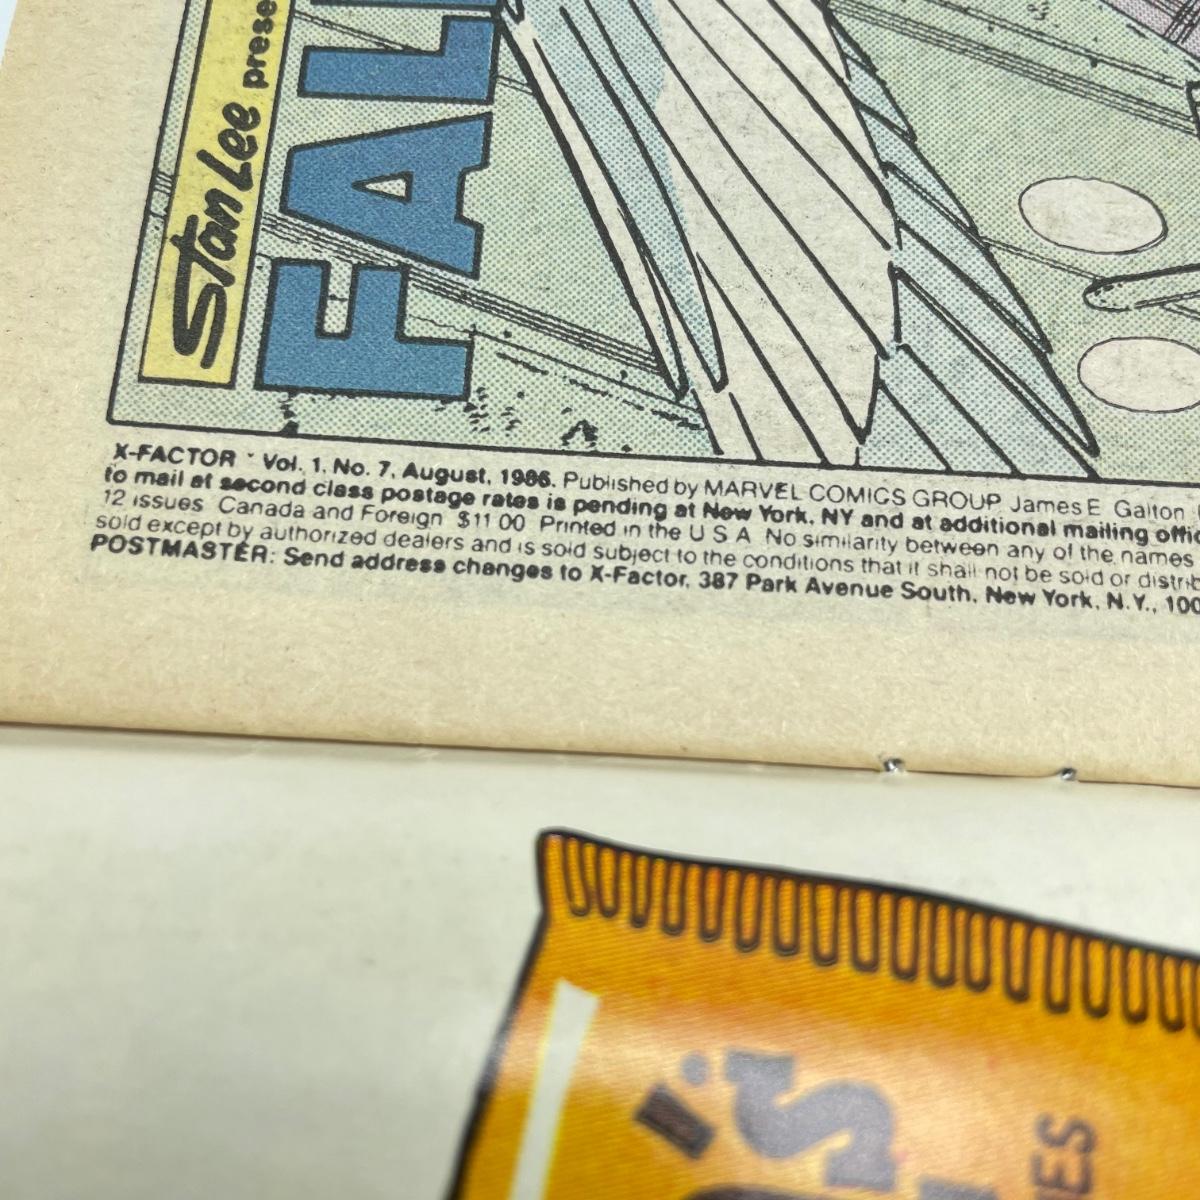 Stan Lee prese
FALL
X-FACTOR Vol. 1, No. 7, August, 1986. Published by MARVEL COMICS GROUP. James E. Galton
to mail at second class postage rates is pending at New York, NY and at additional mailing offic
12 issues Canada and Foreign $11 00 Printed in the U S A No similarity between any of the names
sold except by authorized dealers and is sold subject to the conditions that it shall not be sold or distrib
POSTMASTER: Send address changes to X-Factor, 387 Park Avenue South, New York, N.Y., 100